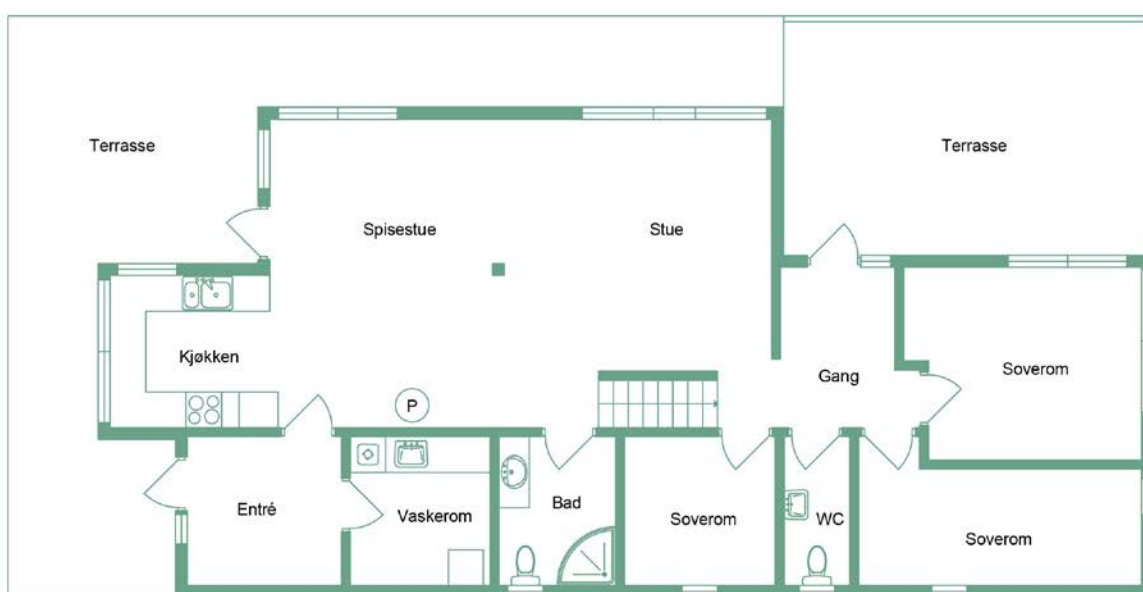 Terrasse
Terrasse
Spisestue
Stue
Kjøkken
Gang
Soverom
P
Entré
Vaskerom
Bad
Soverom
WC
Soverom